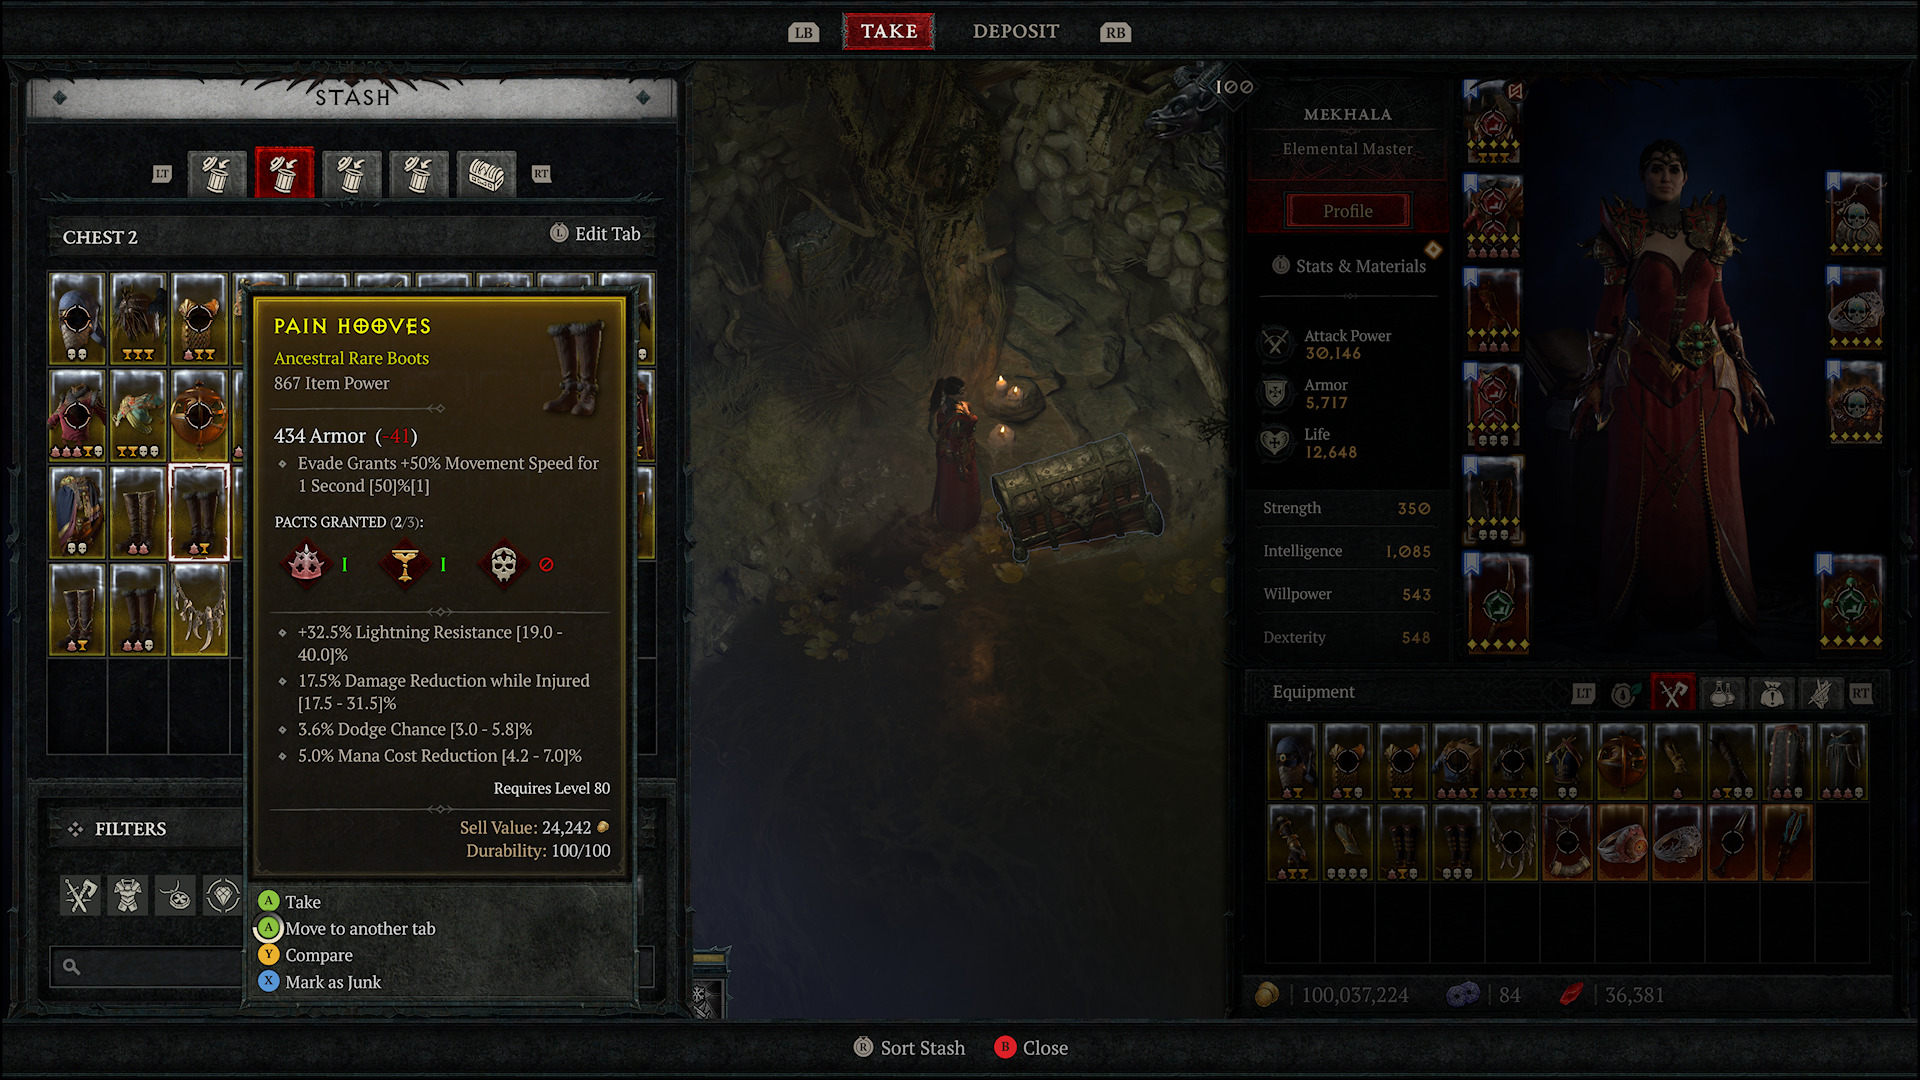 LB TAKE DEPOSIT RB
STASH
LT RT
CHEST 2
L Edit Tab
PAIN HOOVES
Ancestral Rare Boots
867 Item Power
434 Armor (-41)
Evade Grants +50% Movement Speed for
1 Second [50]%[1]
PACTS GRANTED (2/3):
I I
+32.5% Lightning Resistance [19.0 -
40.0]%
17.5% Damage Reduction while Injured
[17.5 - 31.5]%
3.6% Dodge Chance [3.0 - 5.8]%
5.0% Mana Cost Reduction [4.2 - 7.0]%
Requires Level 80
Sell Value: 24,242
Durability: 100/100
FILTERS
A Take
A Move to another tab
Y Compare
X Mark as Junk
100
MEKHALA
Elemental Master
Profile
L Stats & Materials
Attack Power
30,146
Armor
5,717
Life
12,648
Strength 350
Intelligence 1,085
Willpower 543
Dexterity 548
Equipment
LT RT
100,037,224 84 36,381
R Sort Stash B Close